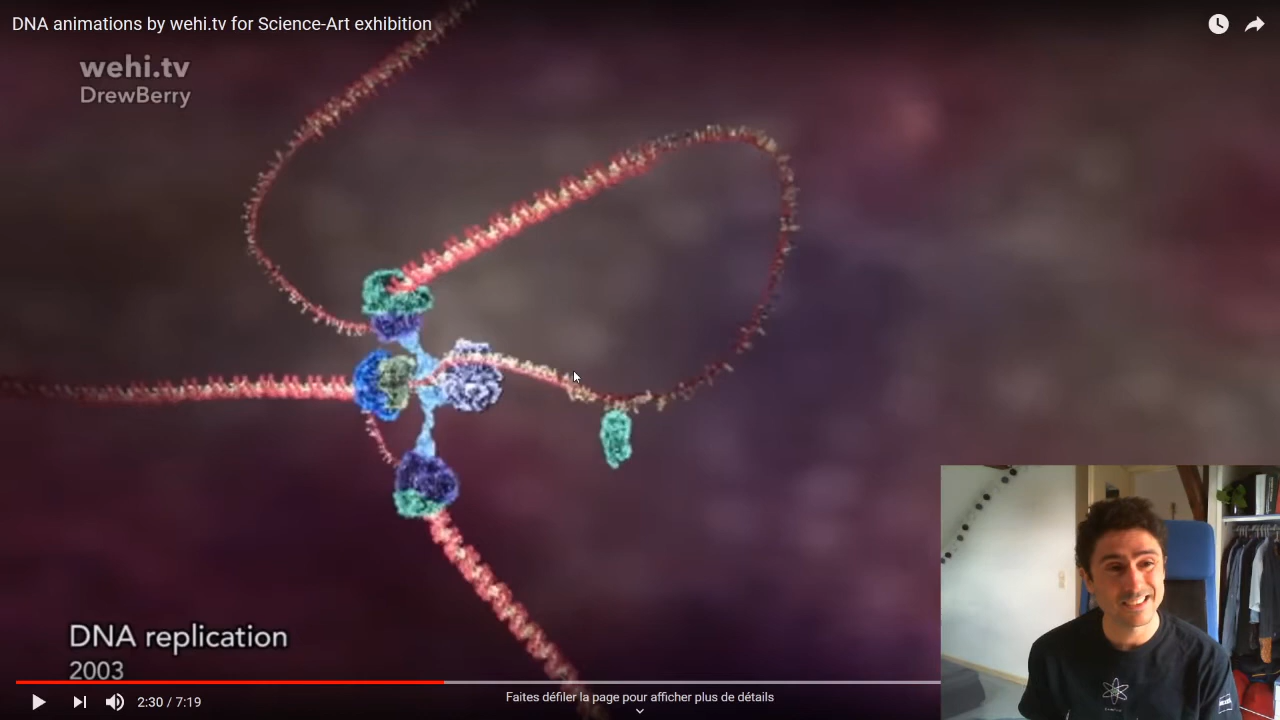 DNA animations by wehi.tv for Science-Art exhibition
wehi.tv
DrewBerry
DNA replication
2003
2:30 / 7:19
Faites défiler la page pour afficher plus de détails